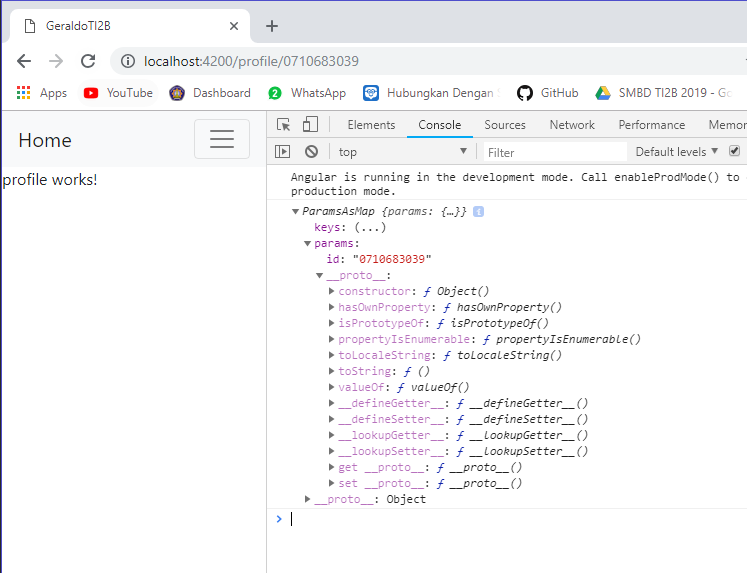 GeraldoTI2B
localhost:4200/profile/0710683039
Apps YouTube Dashboard WhatsApp Hubungkan Dengan GitHub SMBD TI2B 2019 - Go
Home
profile works!
Elements Console Sources Network Performance Memor
top Filter Default levels
Angular is running in the development mode. Call enableProdMode() to
production mode.
ParamsAsMap {params: {…}} i
keys: (...)
params:
id: "0710683039"
__proto__:
constructor: ƒ Object()
hasOwnProperty: ƒ hasOwnProperty()
isPrototypeOf: ƒ isPrototypeOf()
propertyIsEnumerable: ƒ propertyIsEnumerable()
toLocaleString: ƒ toLocaleString()
toString: ƒ ()
valueOf: ƒ valueOf()
__defineGetter__: ƒ __defineGetter__()
__defineSetter__: ƒ __defineSetter__()
__lookupGetter__: ƒ __lookupGetter__()
__lookupSetter__: ƒ __lookupSetter__()
get __proto__: ƒ __proto__()
set __proto__: ƒ __proto__()
__proto__: Object